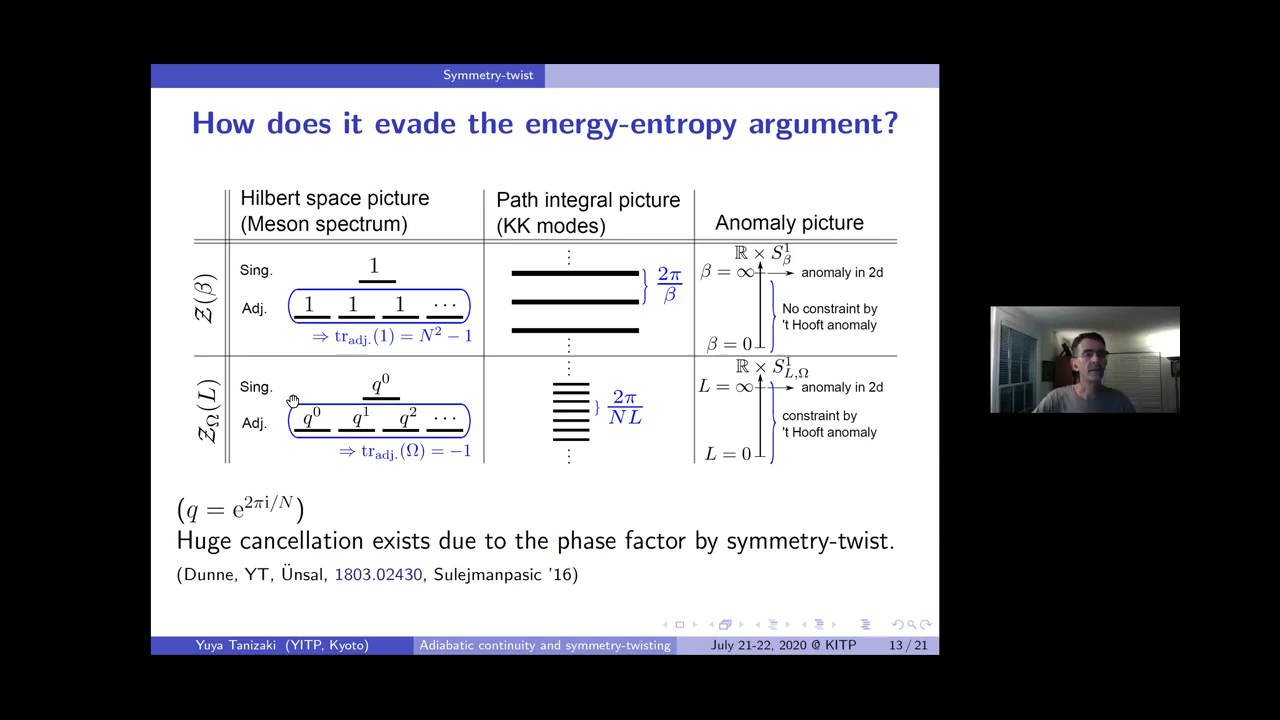 Symmetry-twist
How does it evade the energy-entropy argument?
Hilbert space picture
(Meson spectrum)
Path integral picture
(KK modes)
Anomaly picture
𝒵(β)
Sing.
1
Adj.
1 1 1 ⋯
⇒ tr_adj.(1) = N² − 1
⋮
} 2π/β
⋮
ℝ × S¹_β
β = ∞
anomaly in 2d
No constraint by
't Hooft anomaly
β = 0
𝒵_Ω(L)
Sing.
q⁰
Adj.
q⁰ q¹ q² ⋯
⇒ tr_adj.(Ω) = −1
} 2π/NL
⋮
ℝ × S¹_L,Ω
L = ∞
anomaly in 2d
constraint by
't Hooft anomaly
L = 0
(q = e^{2πi/N})
Huge cancellation exists due to the phase factor by symmetry-twist.
(Dunne, YT, Ünsal, 1803.02430, Sulejmanpasic '16)
Yuya Tanizaki (YITP, Kyoto) Adiabatic continuity and symmetry-twisting July 21-22, 2020 @ KITP 13 / 21